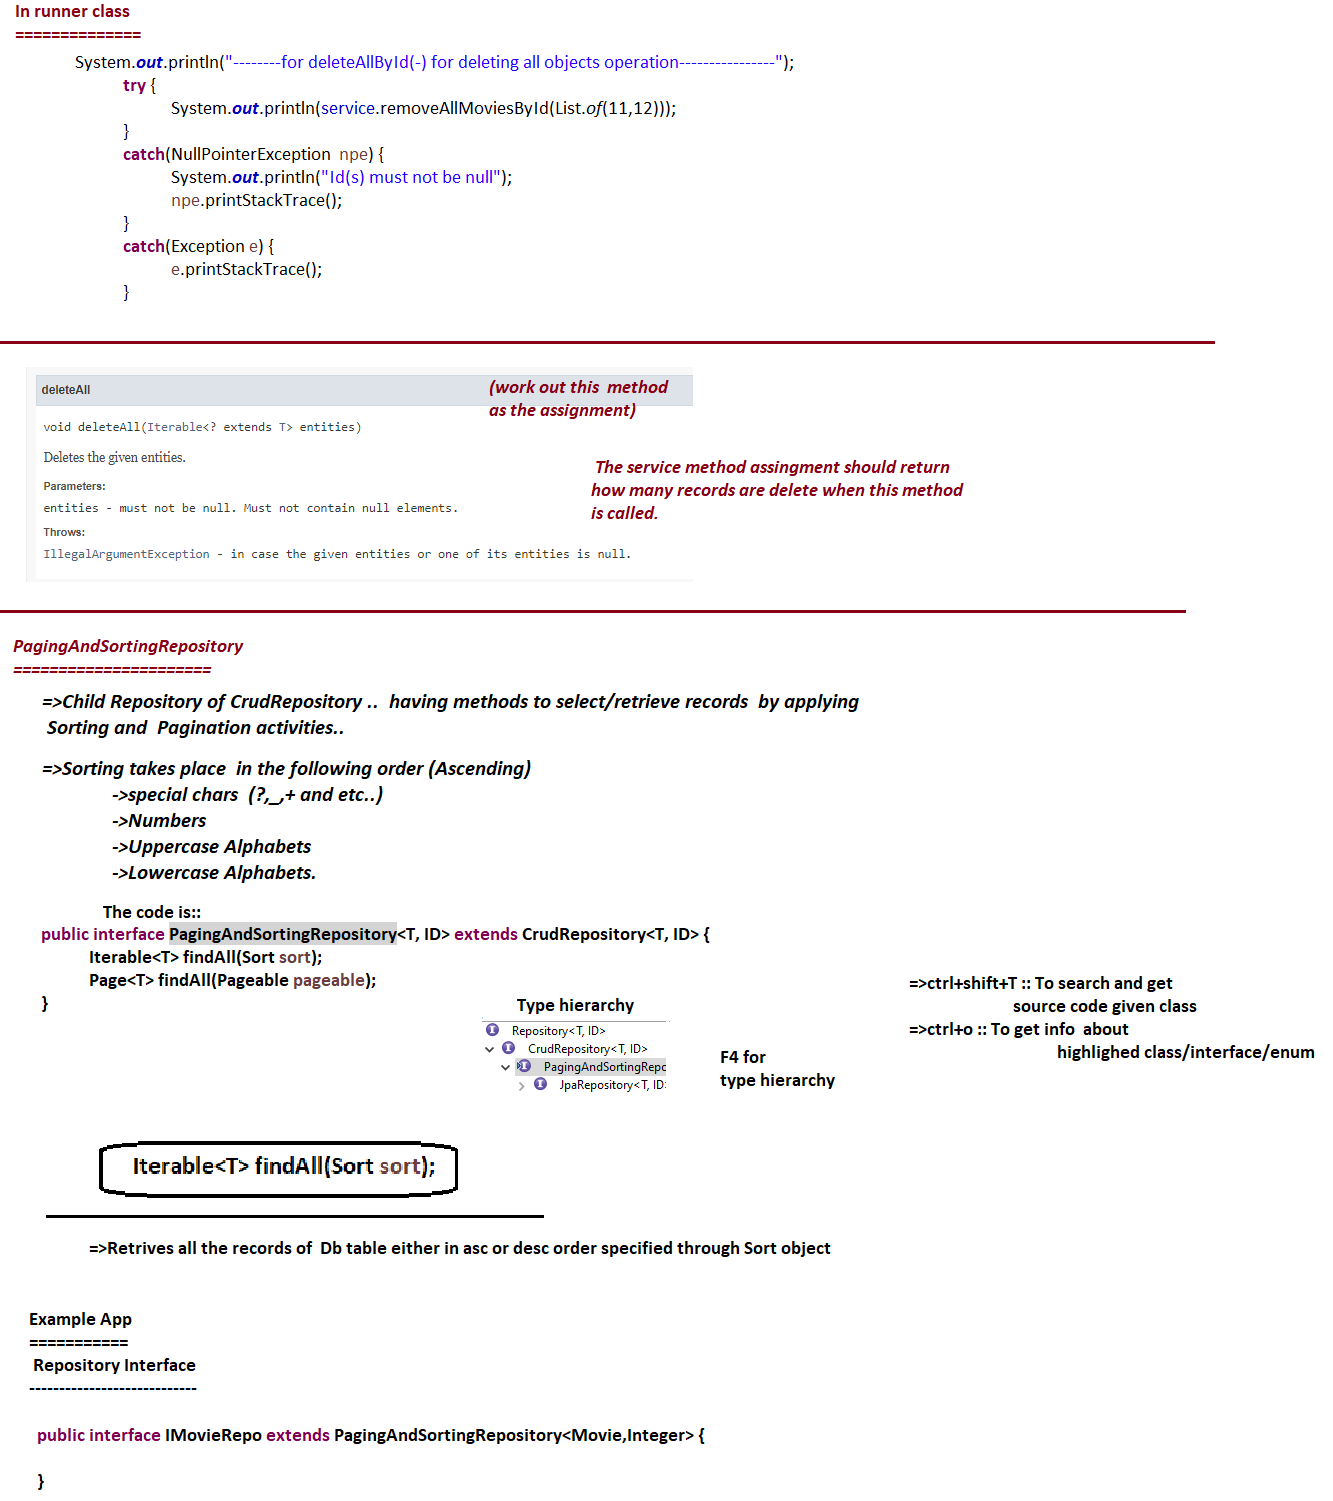 In runner class
==============
System.out.println("--------for deleteAllById(-) for deleting all objects operation----------------");
try {
System.out.println(service.removeAllMoviesById(List.of(11,12)));
}
catch(NullPointerException  npe) {
System.out.println("Id(s) must not be null");
npe.printStackTrace();
}
catch(Exception e) {
e.printStackTrace();
}
deleteAll
(work out this  method
as the assignment)
void deleteAll(Iterable<? extends T> entities)
Deletes the given entities.
The service method assingment should return
how many records are delete when this method
is called.
Parameters:
entities - must not be null. Must not contain null elements.
Throws:
IllegalArgumentException - in case the given entities or one of its entities is null.
PagingAndSortingRepository
======================
=>Child Repository of CrudRepository ..  having methods to select/retrieve records  by applying
Sorting and  Pagination activities..
=>Sorting takes place  in the following order (Ascending)
->special chars  (?,_,+ and etc..)
->Numbers
->Uppercase Alphabets
->Lowercase Alphabets.
The code is::
public interface PagingAndSortingRepository<T, ID> extends CrudRepository<T, ID> {
Iterable<T> findAll(Sort sort);
Page<T> findAll(Pageable pageable);
}
=>ctrl+shift+T :: To search and get
source code given class
=>ctrl+o :: To get info  about
highlighed class/interface/enum
Type hierarchy
Repository<T, ID>
CrudRepository<T, ID>
PagingAndSortingRepo
JpaRepository<T, ID
F4 for
type hierarchy
Iterable<T> findAll(Sort sort);
=>Retrives all the records of  Db table either in asc or desc order specified through Sort object
Example App
===========
Repository Interface
----------------------------
public interface IMovieRepo extends PagingAndSortingRepository<Movie,Integer> {
}